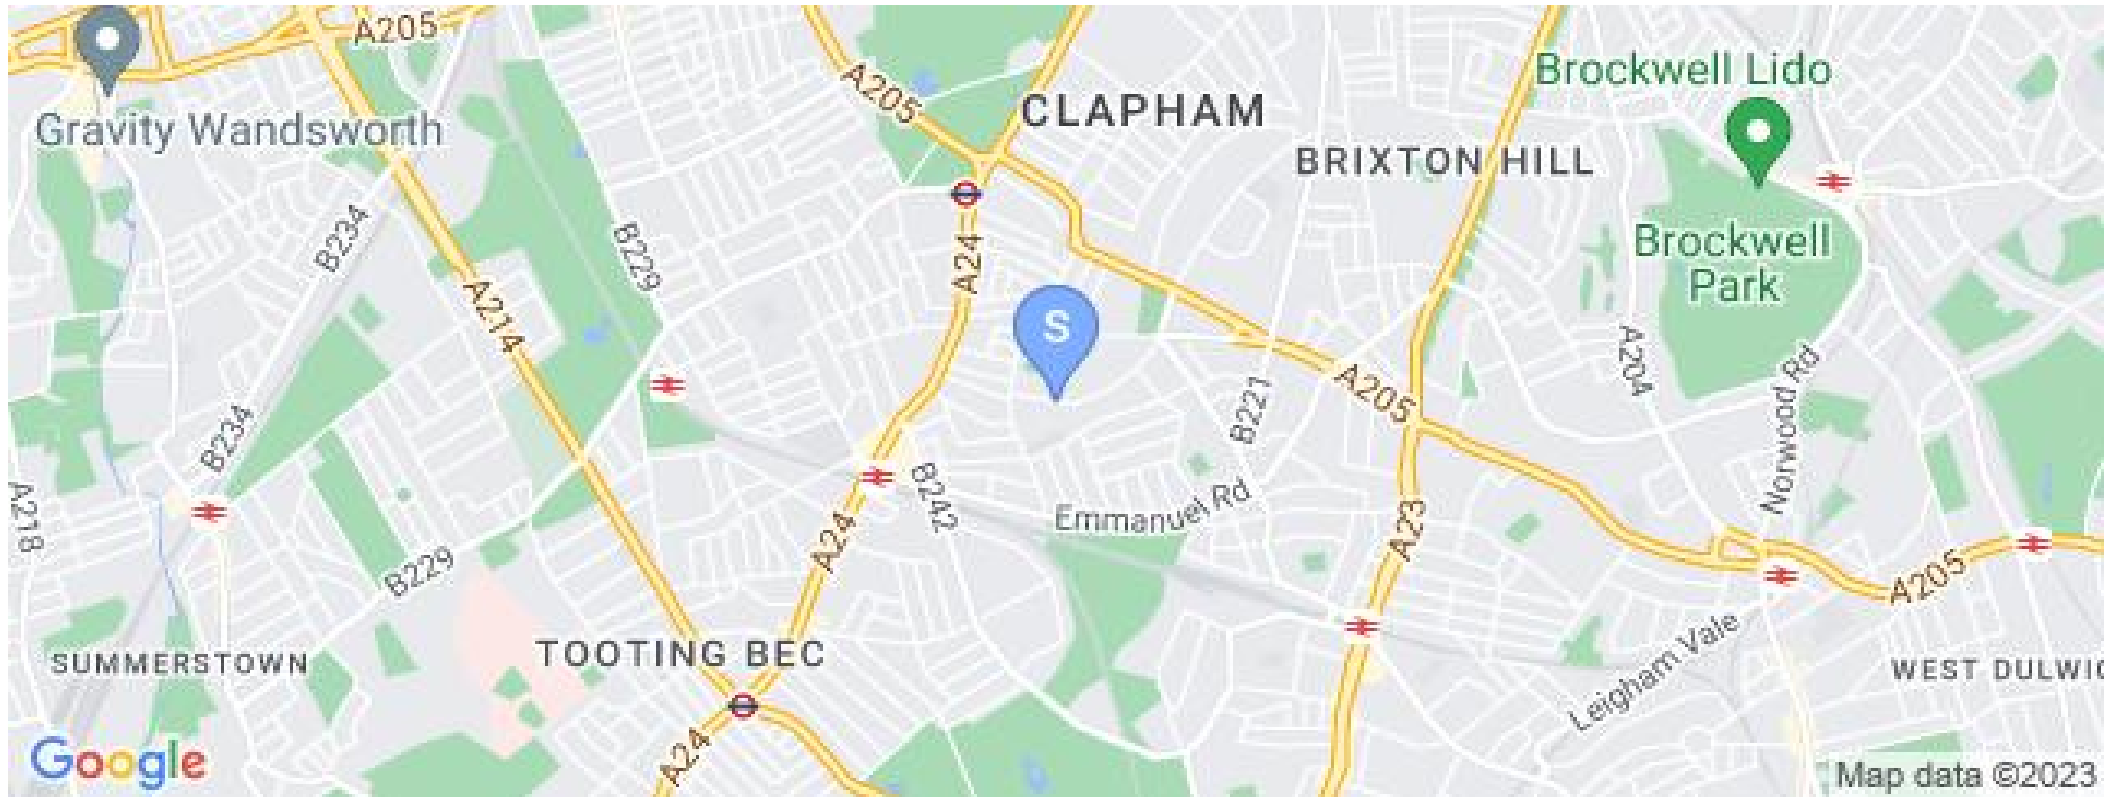 A205
Gravity Wandsworth
A205
CLAPHAM
Brockwell Lido
BRIXTON HILL
B234
B229
A24
Brockwell
Park
A214
S
A204
Norwood Rd
B221
A205
B234
A218
B242
Emmanuel Rd
A24
A23
B229
A205
SUMMERSTOWN
TOOTING BEC
Leigham Vale
WEST DULWIC
A24
Google
Map data ©2023